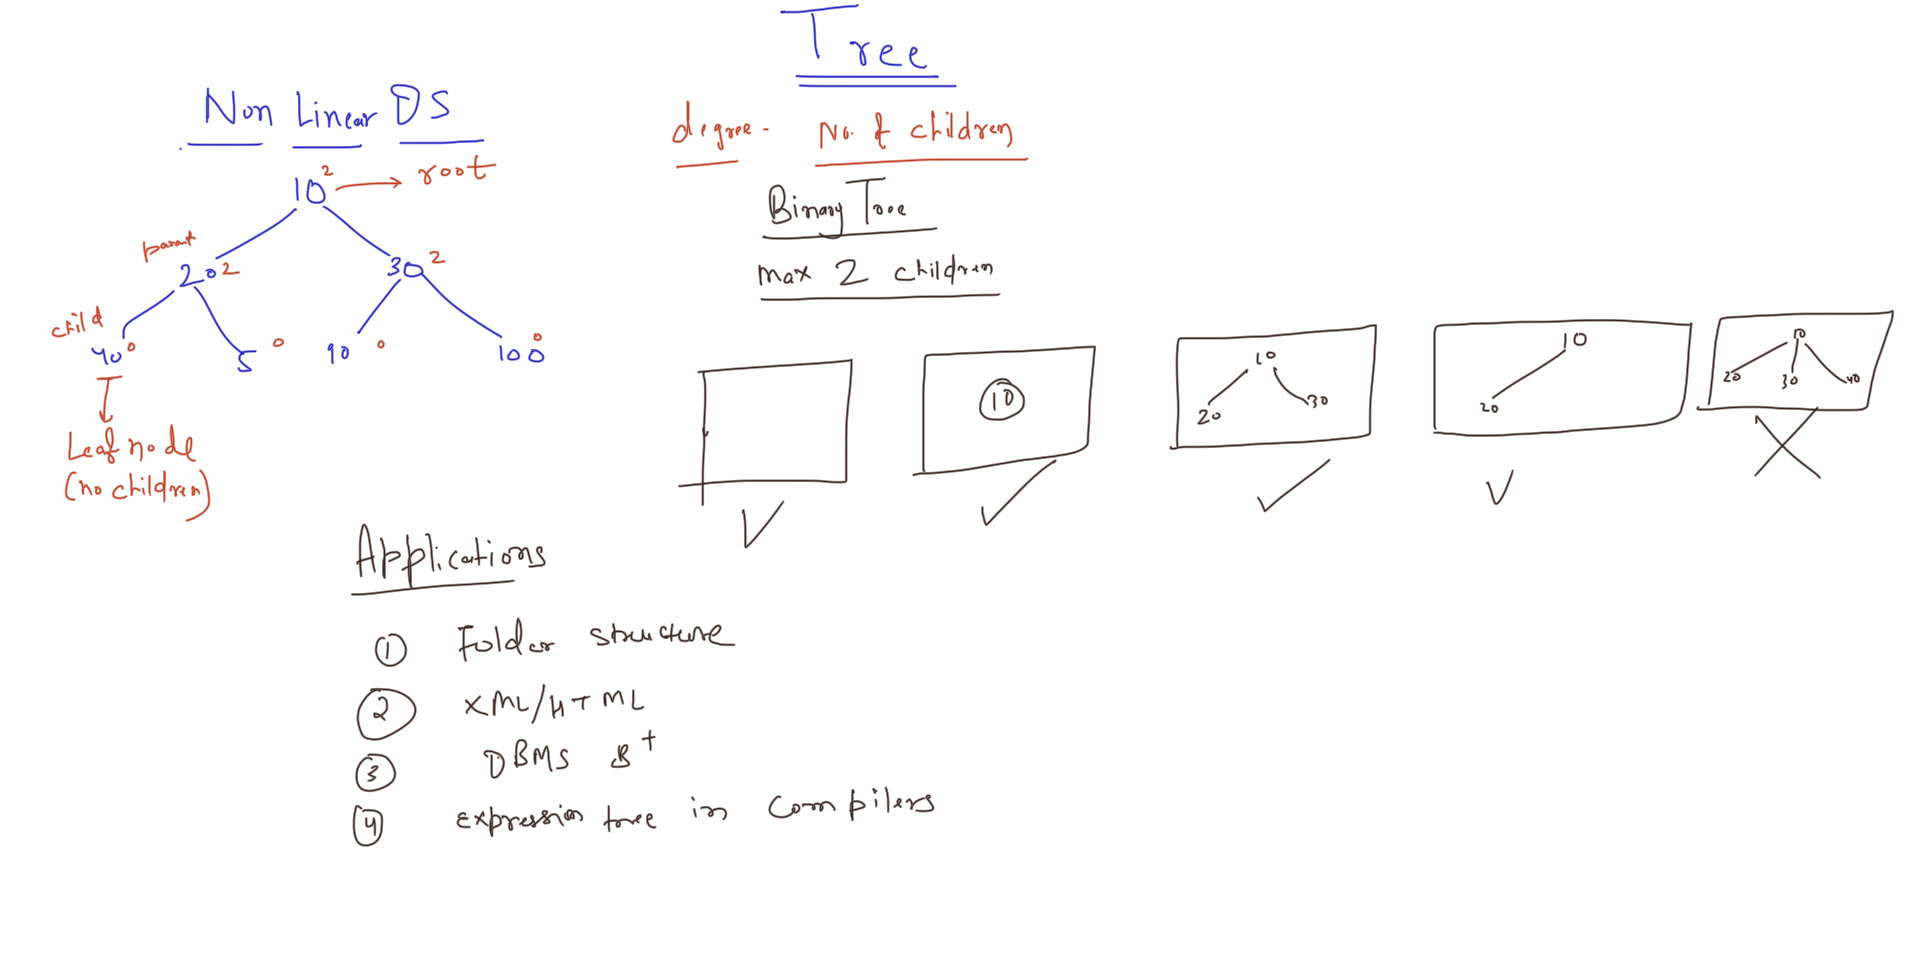 Tree
Non Linear DS
degree - No. of children
10 2 → root
Binary Tree
max 2 children
parent
20 2
30 2
child
40 0
5 0
90 0
100 0
Leaf node
(no children)
10
10
20 30
10
20
10
20 30 40
Applications
① Folder structure
② XML/HTML
③ DBMS B+
④ Expression tree in Compilers